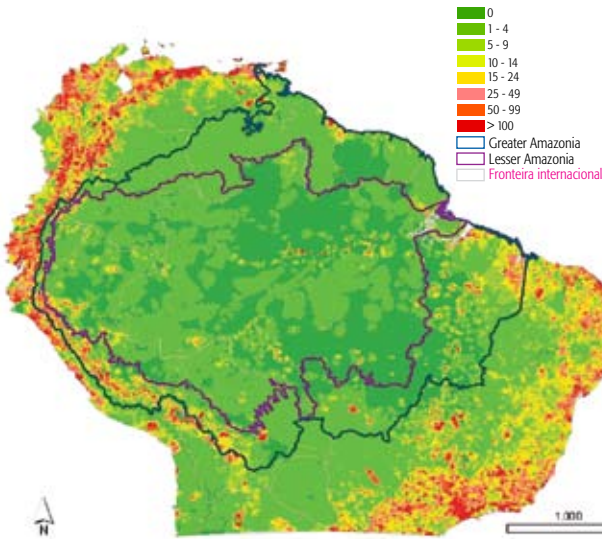 0
1 - 4
5 - 9
10 - 14
15 - 24
25 - 49
50 - 99
> 100
Greater Amazonia
Lesser Amazonia
Fronteira internacional
N
1.000